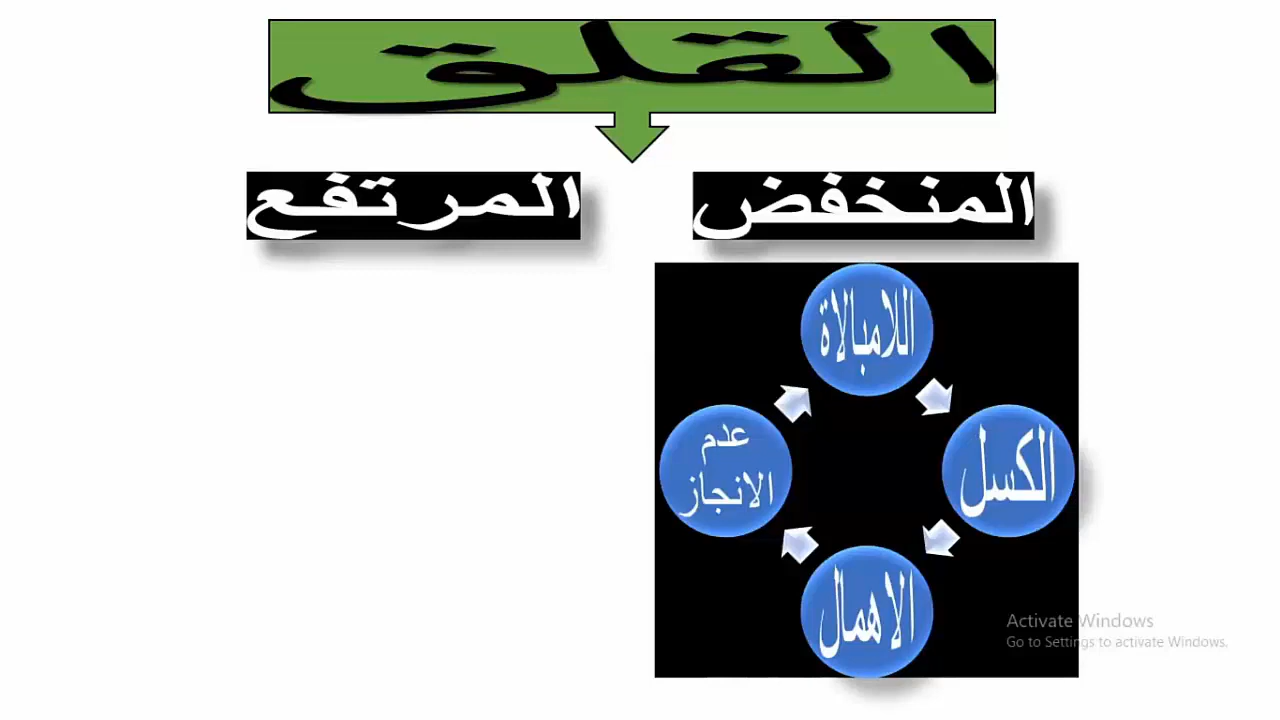 القلق
المنخفض
المرتفع
اللامبالاة
الكسل
الاهمال
عدم
الانجاز
Activate Windows
Go to Settings to activate Windows.